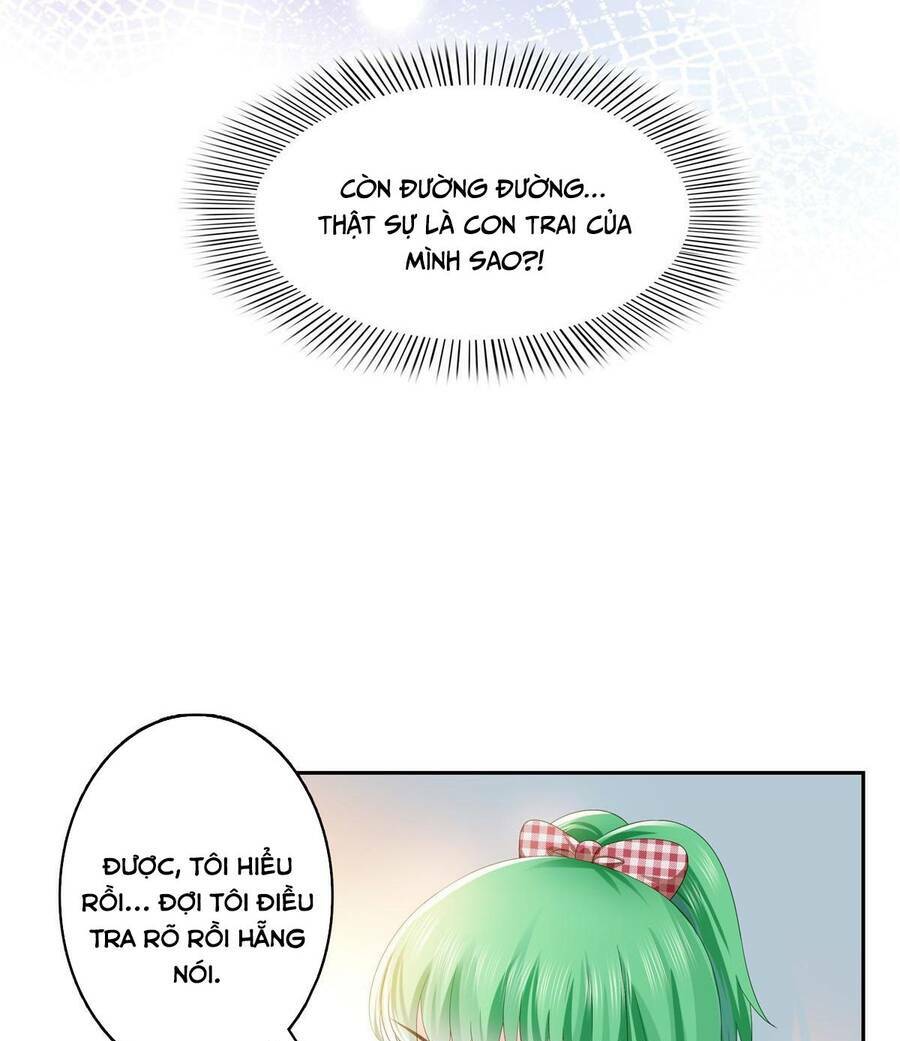 CÒN ĐƯỜNG ĐƯỜNG...
THẬT SỰ LÀ CON TRAI CỦA
MÌNH SAO?!
ĐƯỢC, TÔI HIỂU
RỒI... ĐỢI TÔI ĐIỀU
TRA RÕ RỒI HẴNG
NÓI.